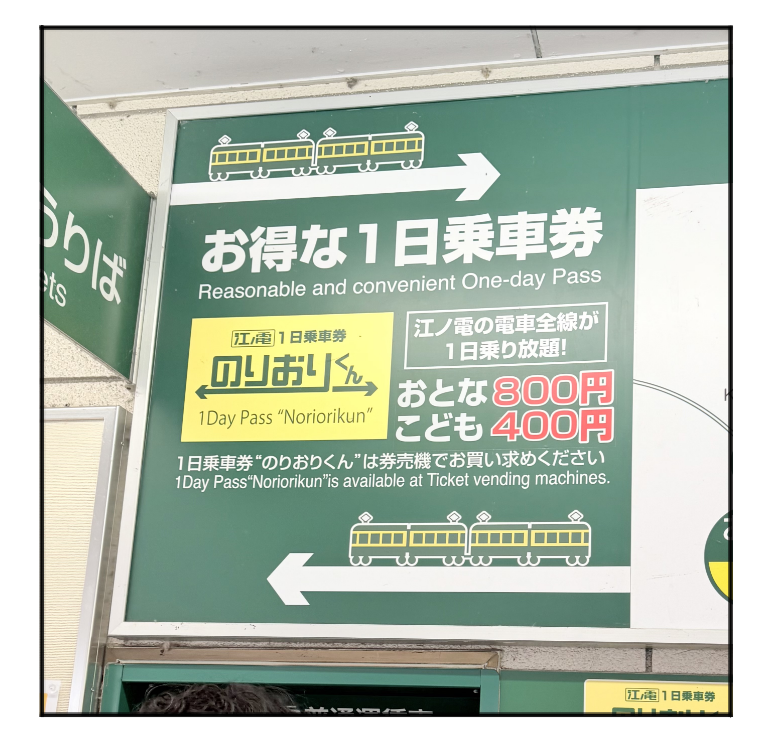 うりば
お得な1日乗車券
Reasonable and convenient One-day Pass
江ノ電 1日乗車券
のりおりくん
1Day Pass “Noriorikun”
江ノ電の電車全線が
1日乗り放題!
おとな 800円
こども 400円
1日乗車券“のりおりくん”は券売機でお買い求めください
1Day Pass“Noriorikun”is available at Ticket vending machines.
江ノ電 1日乗車券